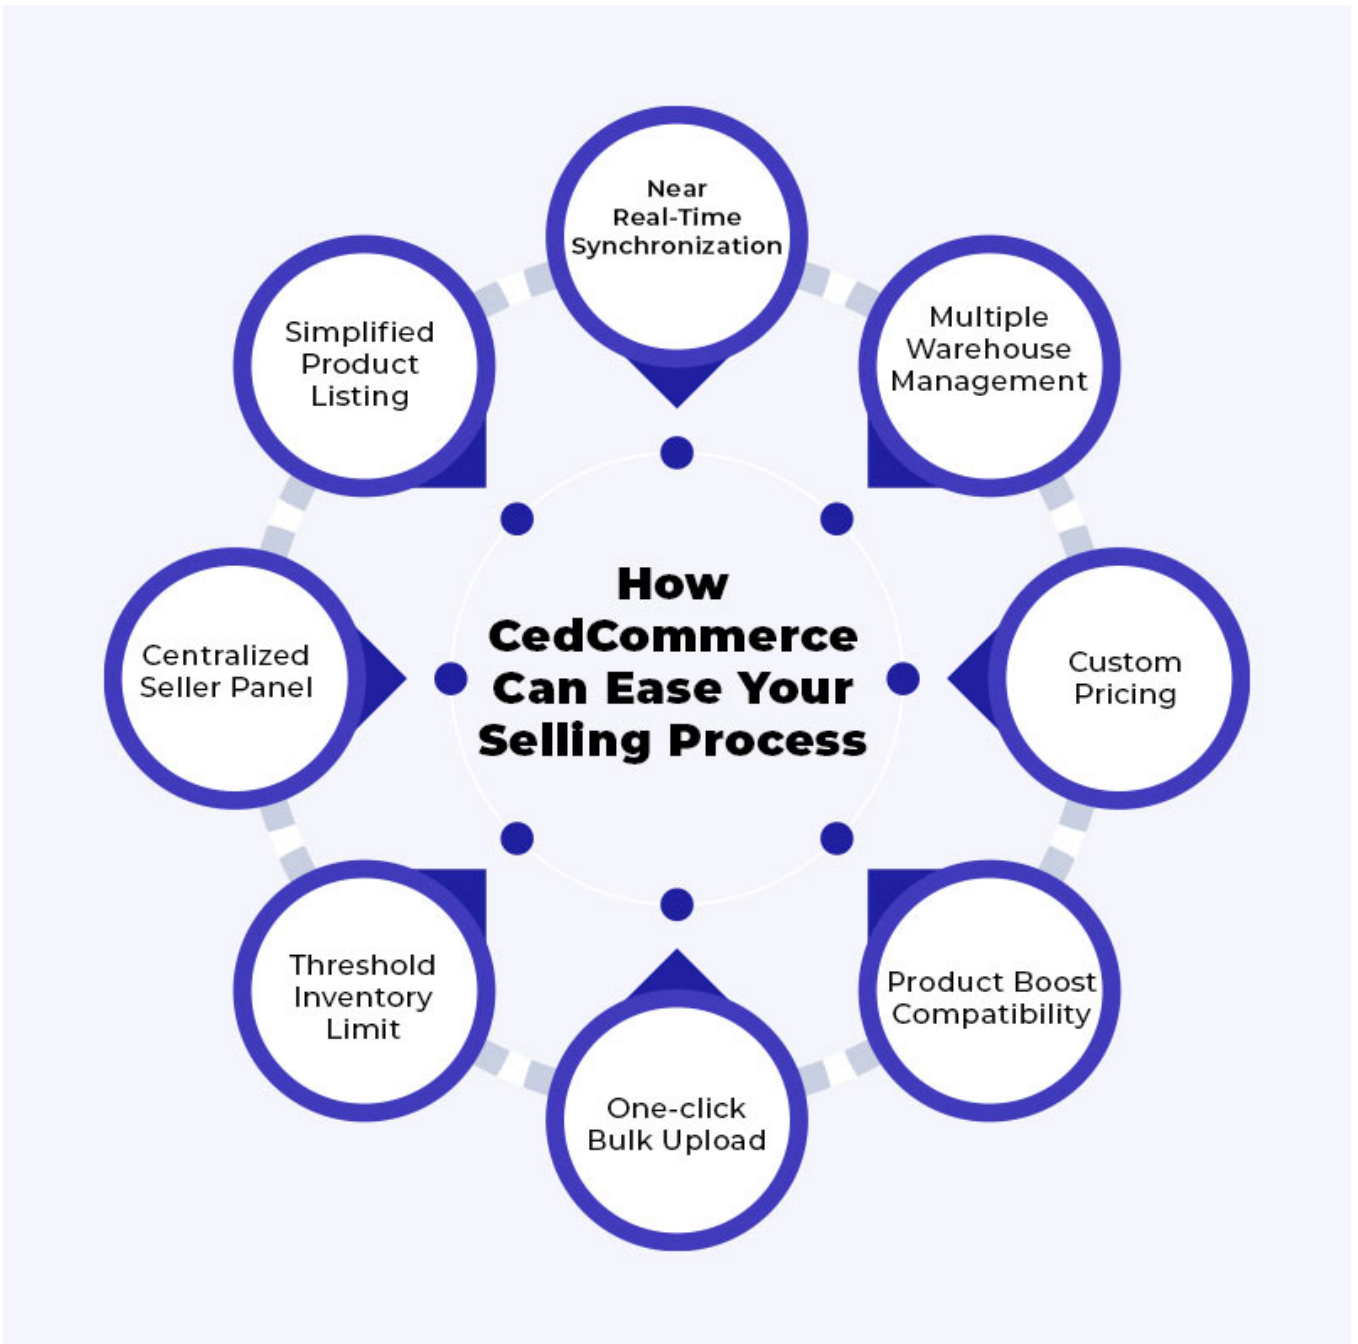 Near
Real-Time
Synchronization
Multiple
Warehouse
Management
Simplified
Product
Listing
How
CedCommerce
Can Ease Your
Selling Process
Centralized
Seller Panel
Custom
Pricing
Threshold
Inventory
Limit
Product Boost
Compatibility
One-click
Bulk Upload